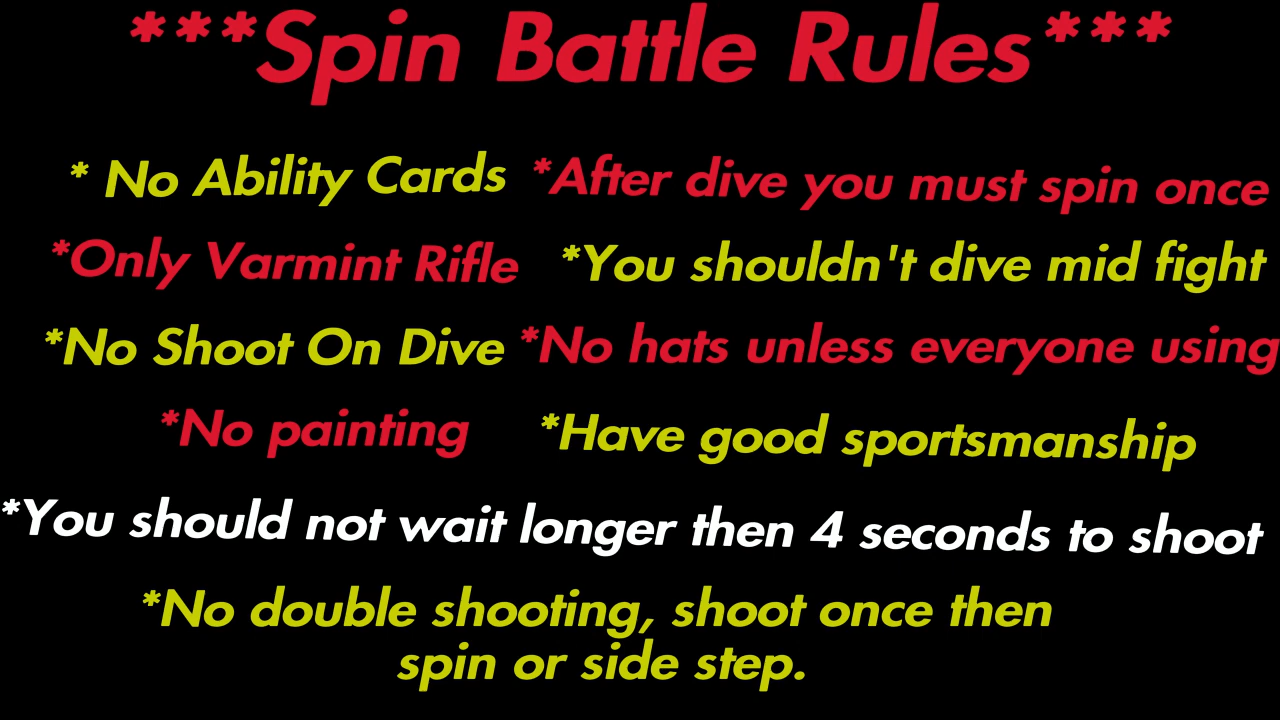 ***Spin Battle Rules***
* No Ability Cards
*After dive you must spin once
*Only Varmint Rifle
*You shouldn't dive mid fight
*No Shoot On Dive
*No hats unless everyone using
*No painting
*Have good sportsmanship
*You should not wait longer then 4 seconds to shoot
*No double shooting, shoot once then
spin or side step.